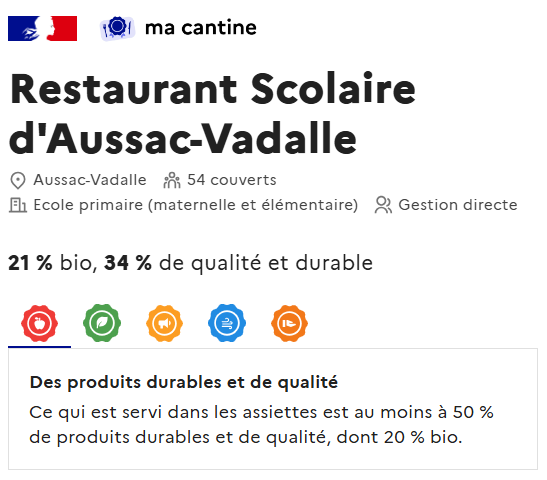 ma cantine
Restaurant Scolaire
d'Aussac-Vadalle
Aussac-Vadalle 54 couverts
Ecole primaire (maternelle et élémentaire) Gestion directe
21 % bio, 34 % de qualité et durable
Des produits durables et de qualité
Ce qui est servi dans les assiettes est au moins à 50 %
de produits durables et de qualité, dont 20 % bio.